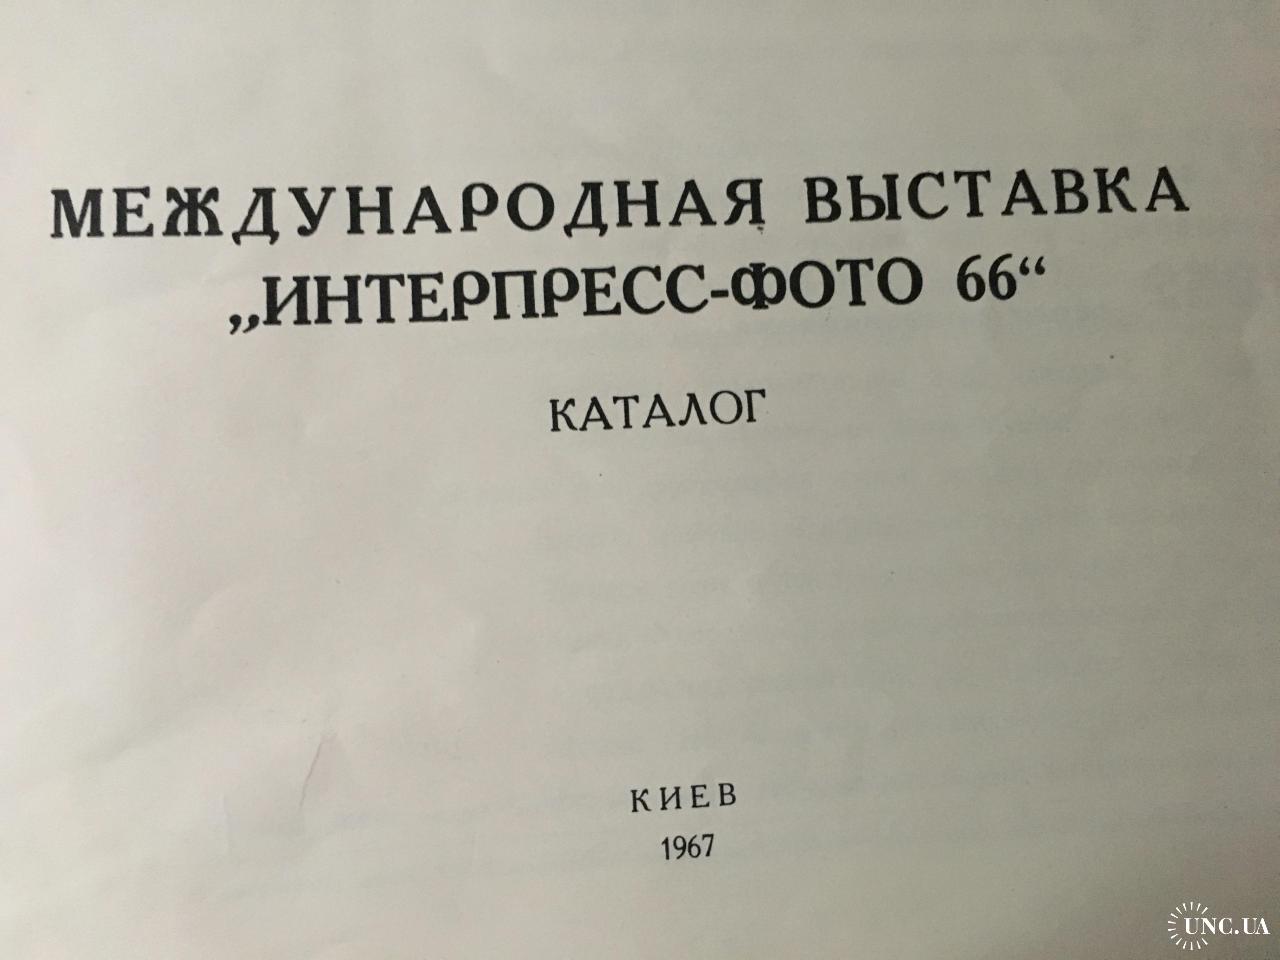 МЕЖДУНАРОДНАЯ ВЫСТАВКА
„ИНТЕРПРЕСС-ФОТО 66“
КАТАЛОГ
КИЕВ
1967
UNC.UA